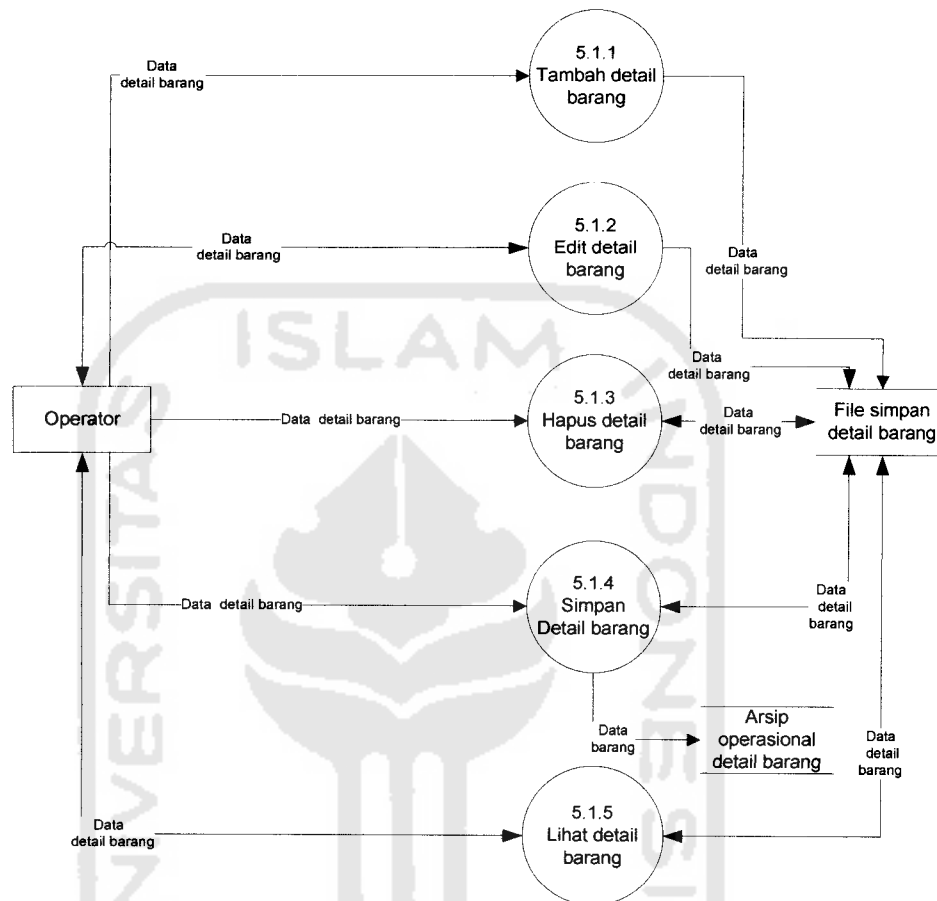 5.1.1
Tambah detail
barang
Data
detail barang
5.1.2
Edit detail
barang
Data
detail barang
Data
detail barang
Data
detail barang
ISLAM
Operator
Data detail barang
5.1.3
Hapus detail
barang
Data
detail barang
File simpan
detail barang
UNIVERSITAS
INDONESI
Data detail barang
5.1.4
Simpan
Detail barang
Data
detail
barang
Data
barang
Arsip
operasional
detail barang
Data
detail
barang
Data
detail barang
5.1.5
Lihat detail
barang